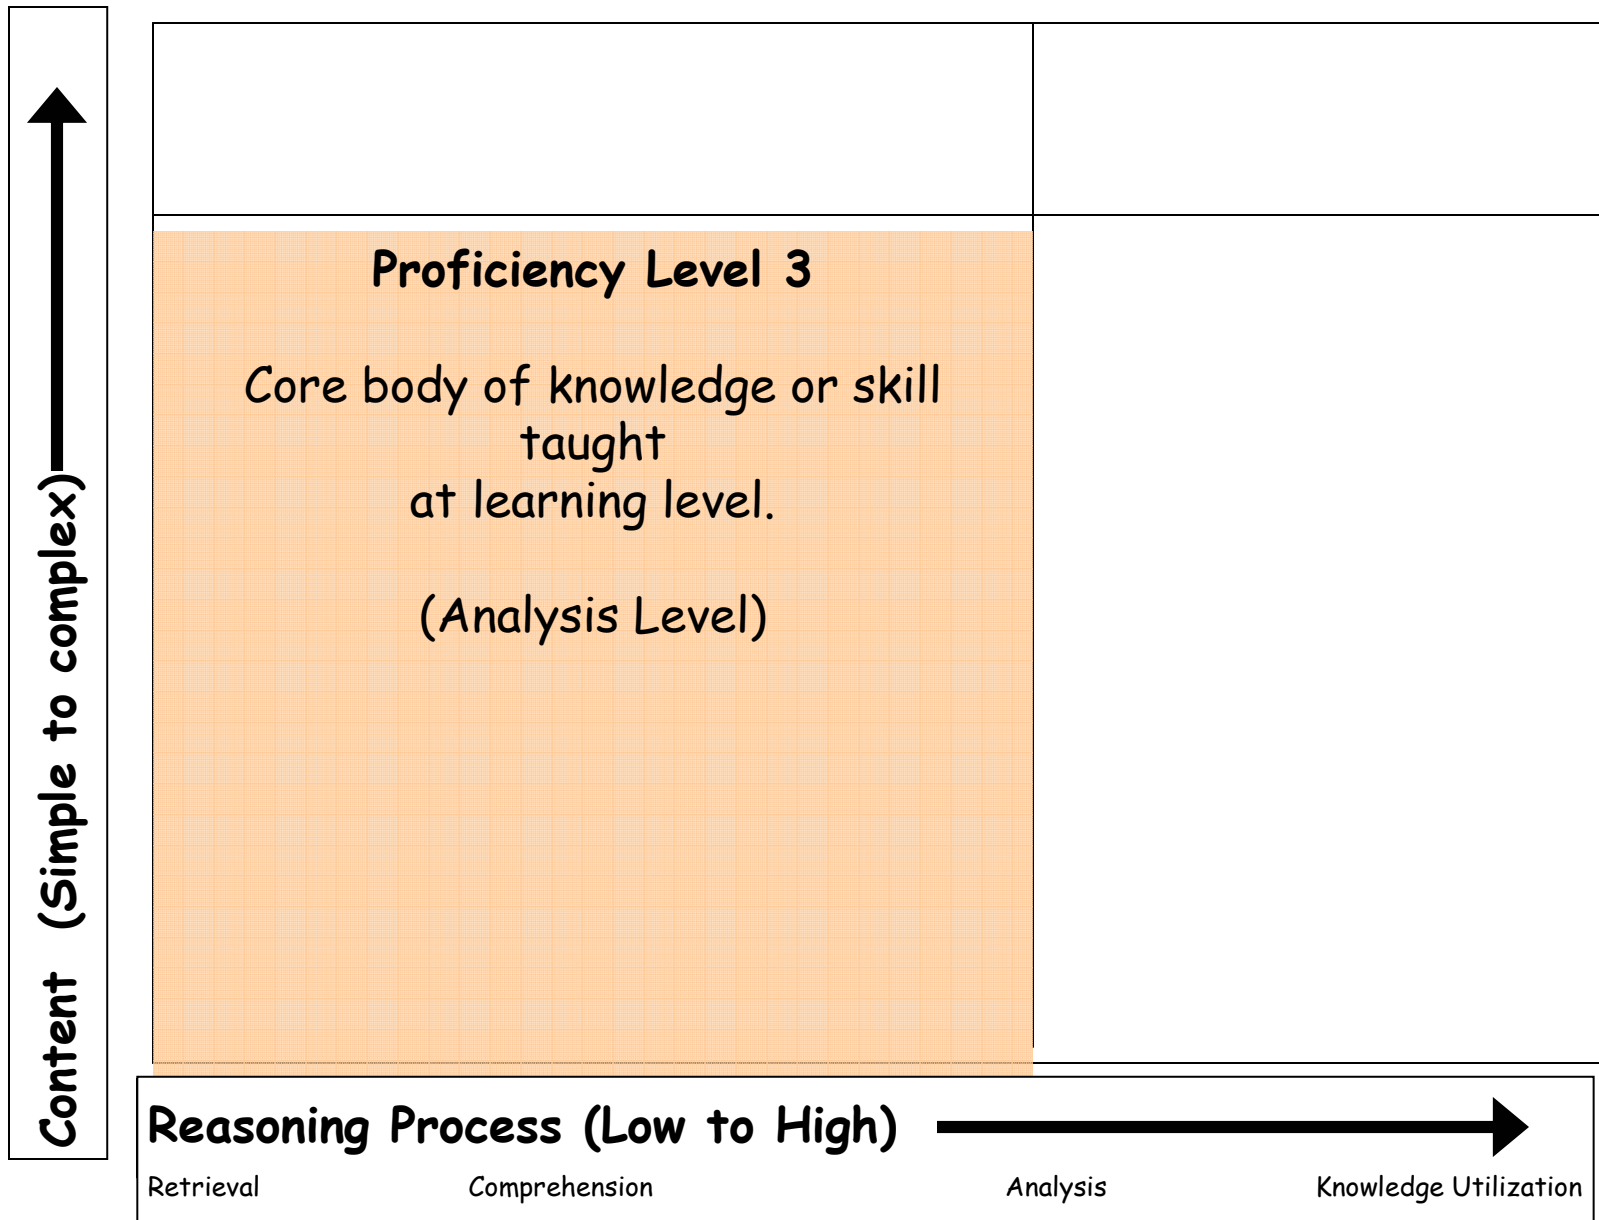 Content (Simple to complex)
Proficiency Level 3
Core body of knowledge or skill
taught
at learning level.
(Analysis Level)
Reasoning Process (Low to High)
Retrieval Comprehension Analysis Knowledge Utilization